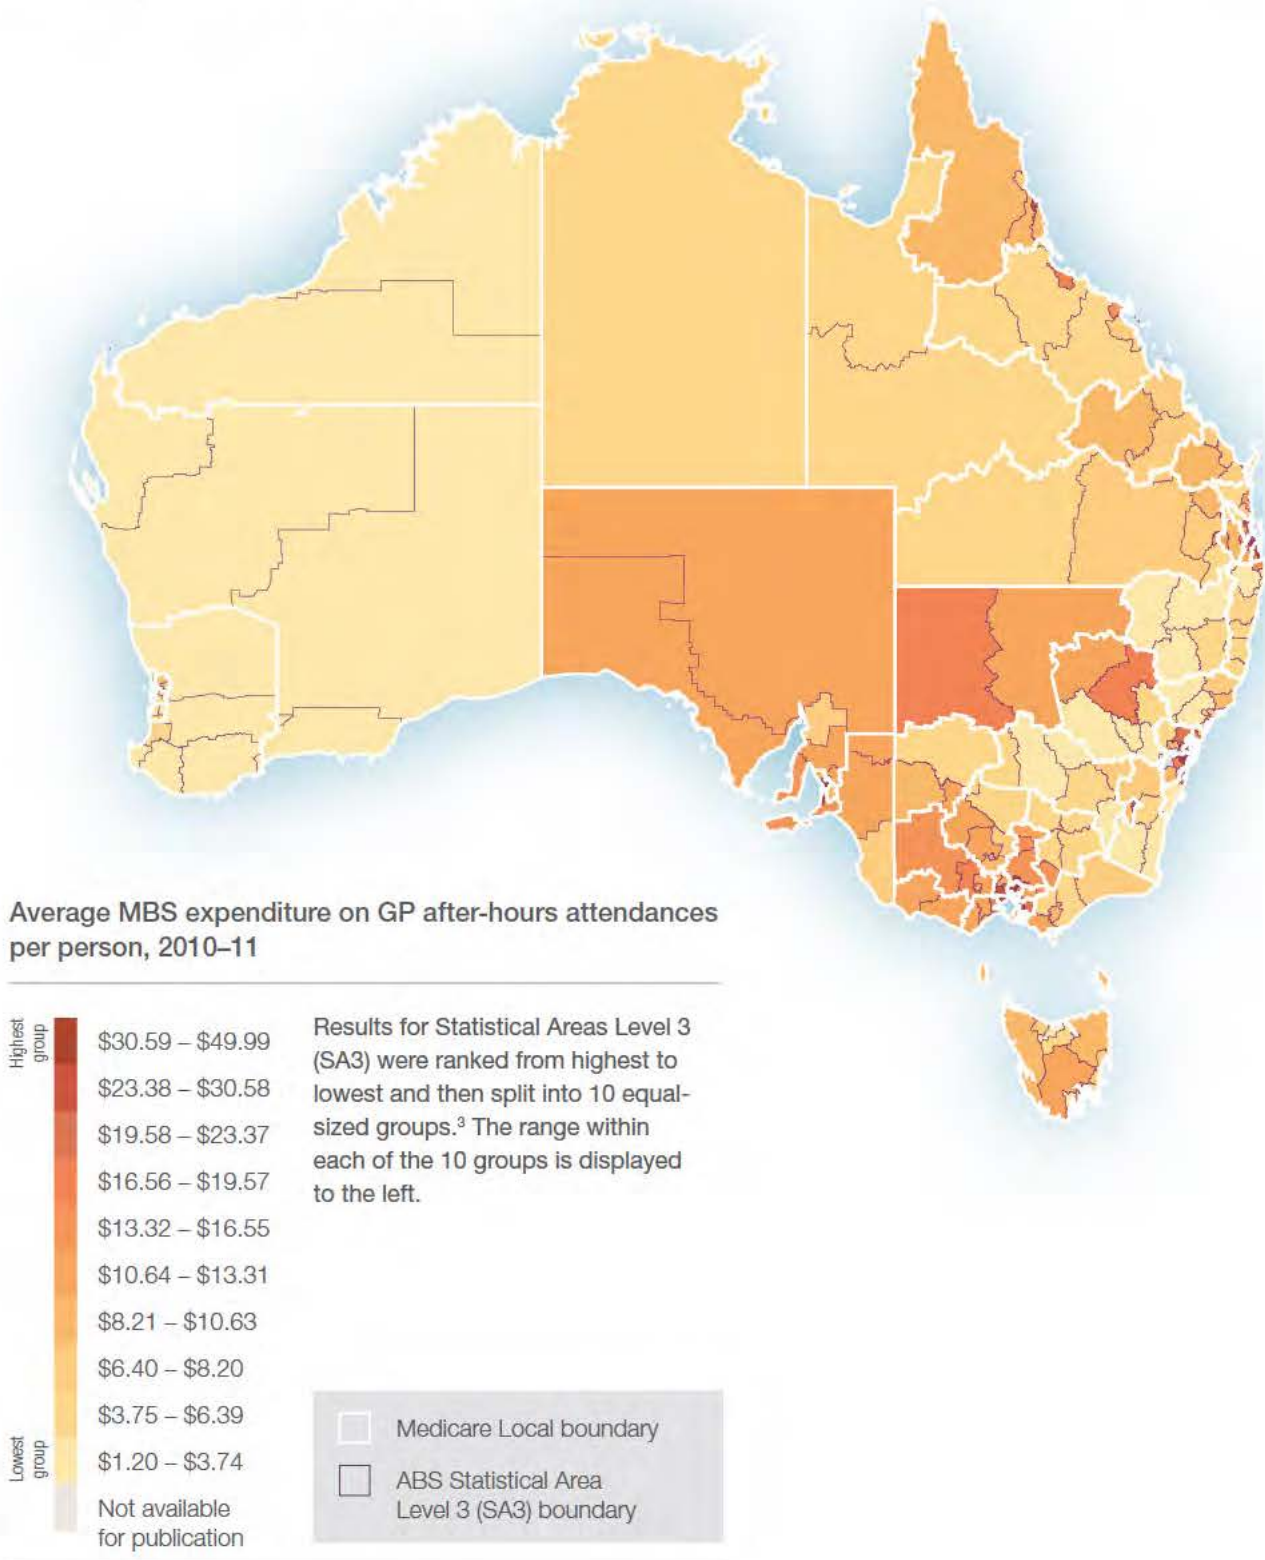 Average MBS expenditure on GP after-hours attendances
per person, 2010–11
Highest
group
$30.59 – $49.99
$23.38 – $30.58
$19.58 – $23.37
$16.56 – $19.57
$13.32 – $16.55
$10.64 – $13.31
$8.21 – $10.63
$6.40 – $8.20
$3.75 – $6.39
$1.20 – $3.74
Lowest
group
Not available
for publication
Results for Statistical Areas Level 3
(SA3) were ranked from highest to
lowest and then split into 10 equal-
sized groups.³ The range within
each of the 10 groups is displayed
to the left.
Medicare Local boundary
ABS Statistical Area
Level 3 (SA3) boundary